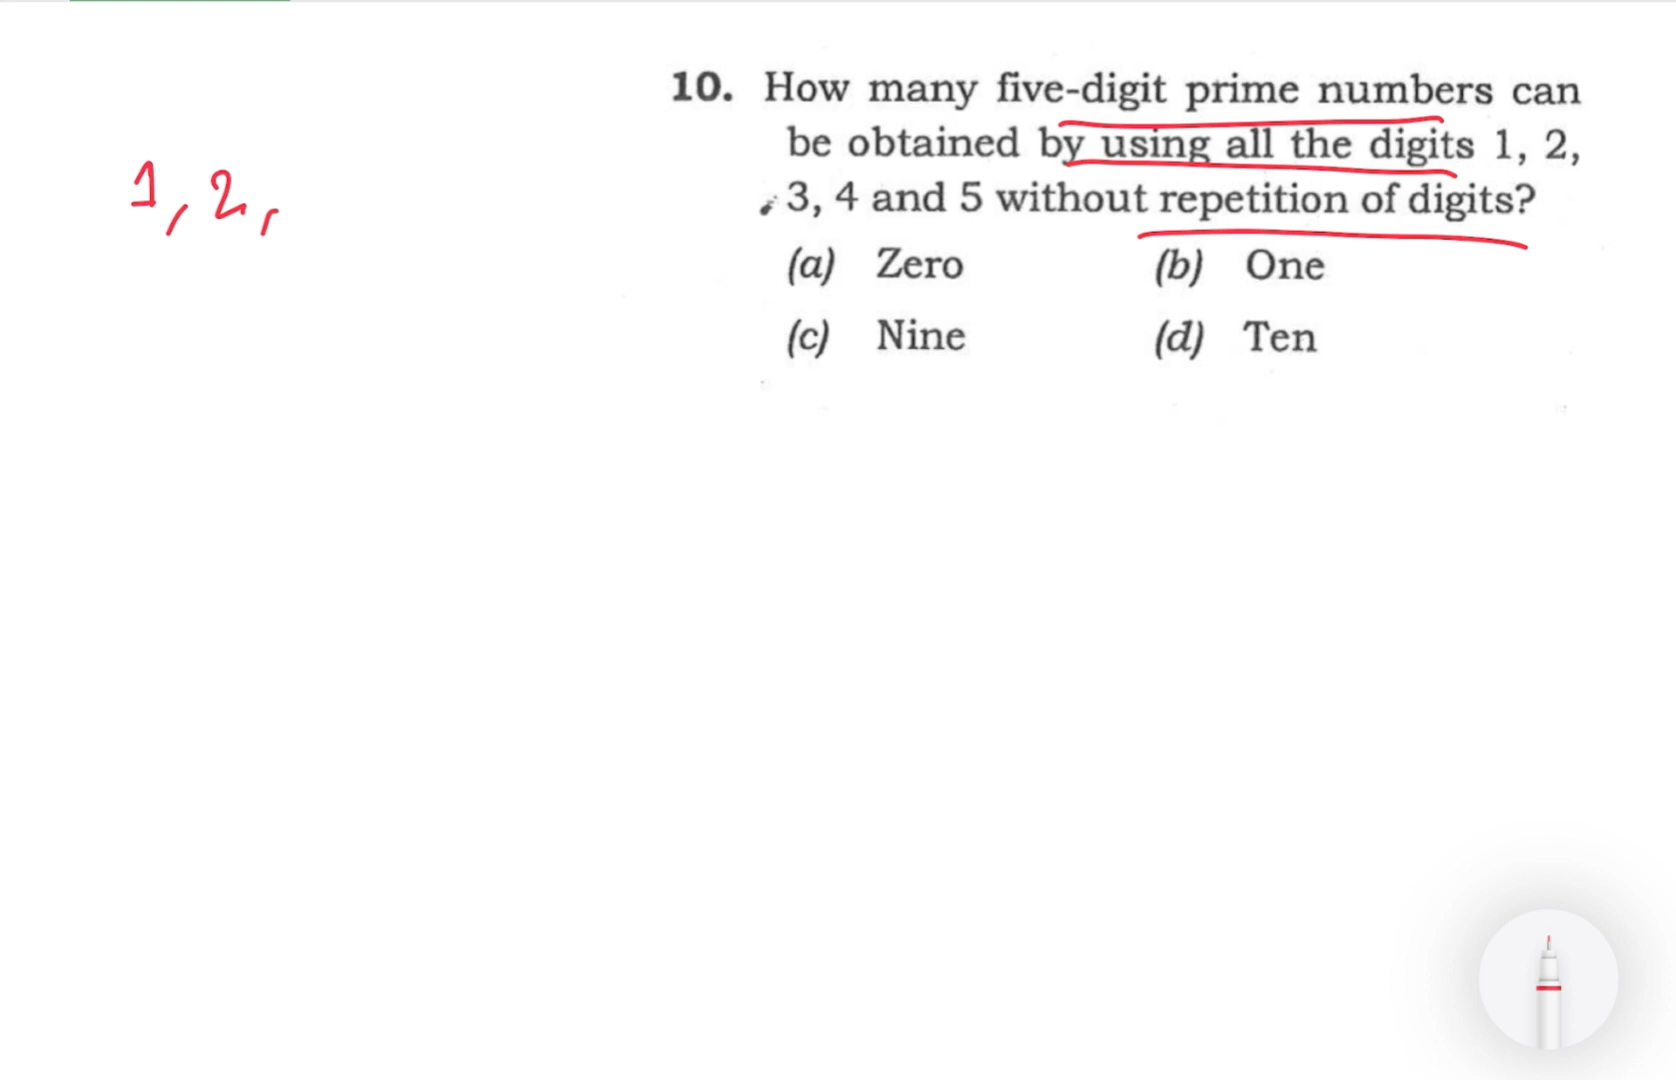 10. How many five-digit prime numbers can
be obtained by using all the digits 1, 2,
3, 4 and 5 without repetition of digits?
(a) Zero (b) One
(c) Nine (d) Ten
1, 2,